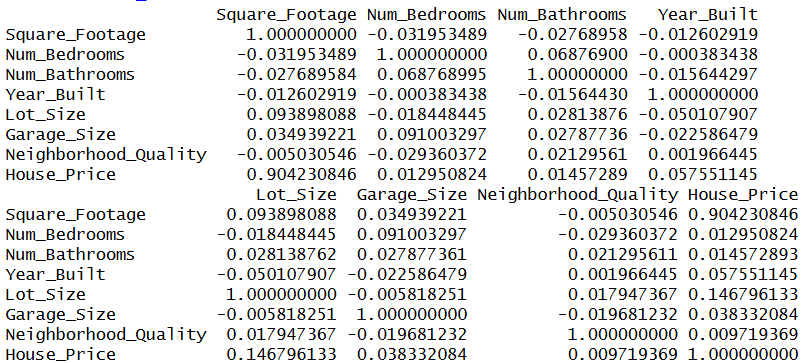 Square_Footage Num_Bedrooms Num_Bathrooms Year_Built
Square_Footage 1.000000000 -0.031953489 -0.02768958 -0.012602919
Num_Bedrooms -0.031953489 1.000000000 0.06876900 -0.000383438
Num_Bathrooms -0.027689584 0.068768995 1.00000000 -0.015644297
Year_Built -0.012602919 -0.000383438 -0.01564430 1.000000000
Lot_Size 0.093898088 -0.018448445 0.02813876 -0.050107907
Garage_Size 0.034939221 0.091003297 0.02787736 -0.022586479
Neighborhood_Quality -0.005030546 -0.029360372 0.02129561 0.001966445
House_Price 0.904230846 0.012950824 0.01457289 0.057551145
Lot_Size Garage_Size Neighborhood_Quality House_Price
Square_Footage 0.093898088 0.034939221 -0.005030546 0.904230846
Num_Bedrooms -0.018448445 0.091003297 -0.029360372 0.012950824
Num_Bathrooms 0.028138762 0.027877361 0.021295611 0.014572893
Year_Built -0.050107907 -0.022586479 0.001966445 0.057551145
Lot_Size 1.000000000 -0.005818251 0.017947367 0.146796133
Garage_Size -0.005818251 1.000000000 -0.019681232 0.038332084
Neighborhood_Quality 0.017947367 -0.019681232 1.000000000 0.009719369
House_Price 0.146796133 0.038332084 0.009719369 1.000000000